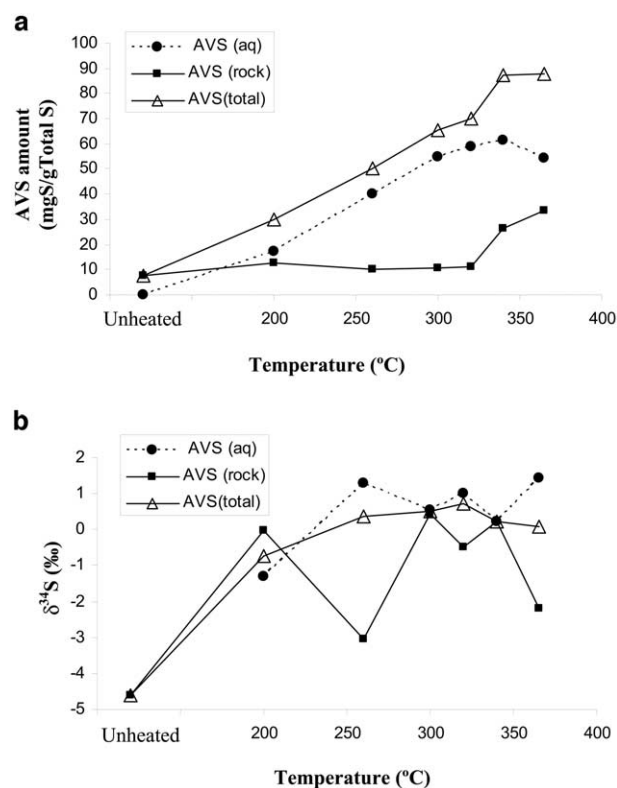 a
AVS (aq)
AVS (rock)
AVS(total)
100
90
80
70
60
50
40
30
20
10
0
AVS amount
(mgS/gTotal S)
Unheated
200
250
300
350
400
Temperature (ºC)
b
AVS (aq)
AVS (rock)
AVS(total)
2
1
0
-1
-2
-3
-4
-5
δ³⁴S (‰)
Unheated
200
250
300
350
400
Temperature (ºC)